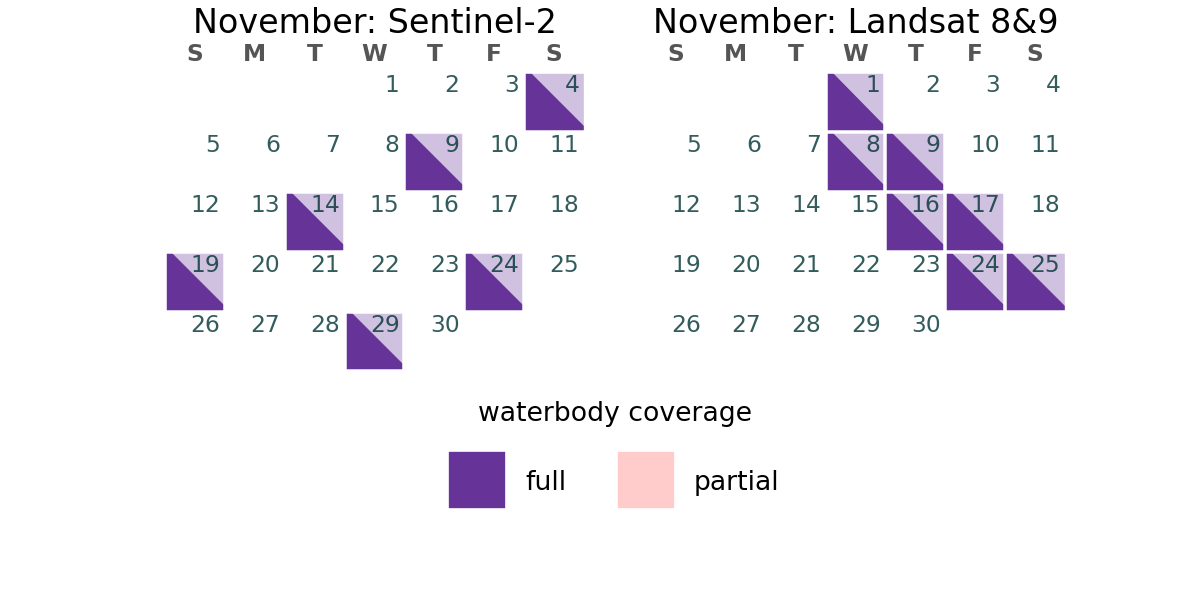 November: Sentinel-2
S M T W T F S
1 2 3 4
5 6 7 8 9 10 11
12 13 14 15 16 17 18
19 20 21 22 23 24 25
26 27 28 29 30
November: Landsat 8&9
S M T W T F S
1 2 3 4
5 6 7 8 9 10 11
12 13 14 15 16 17 18
19 20 21 22 23 24 25
26 27 28 29 30
waterbody coverage
full partial